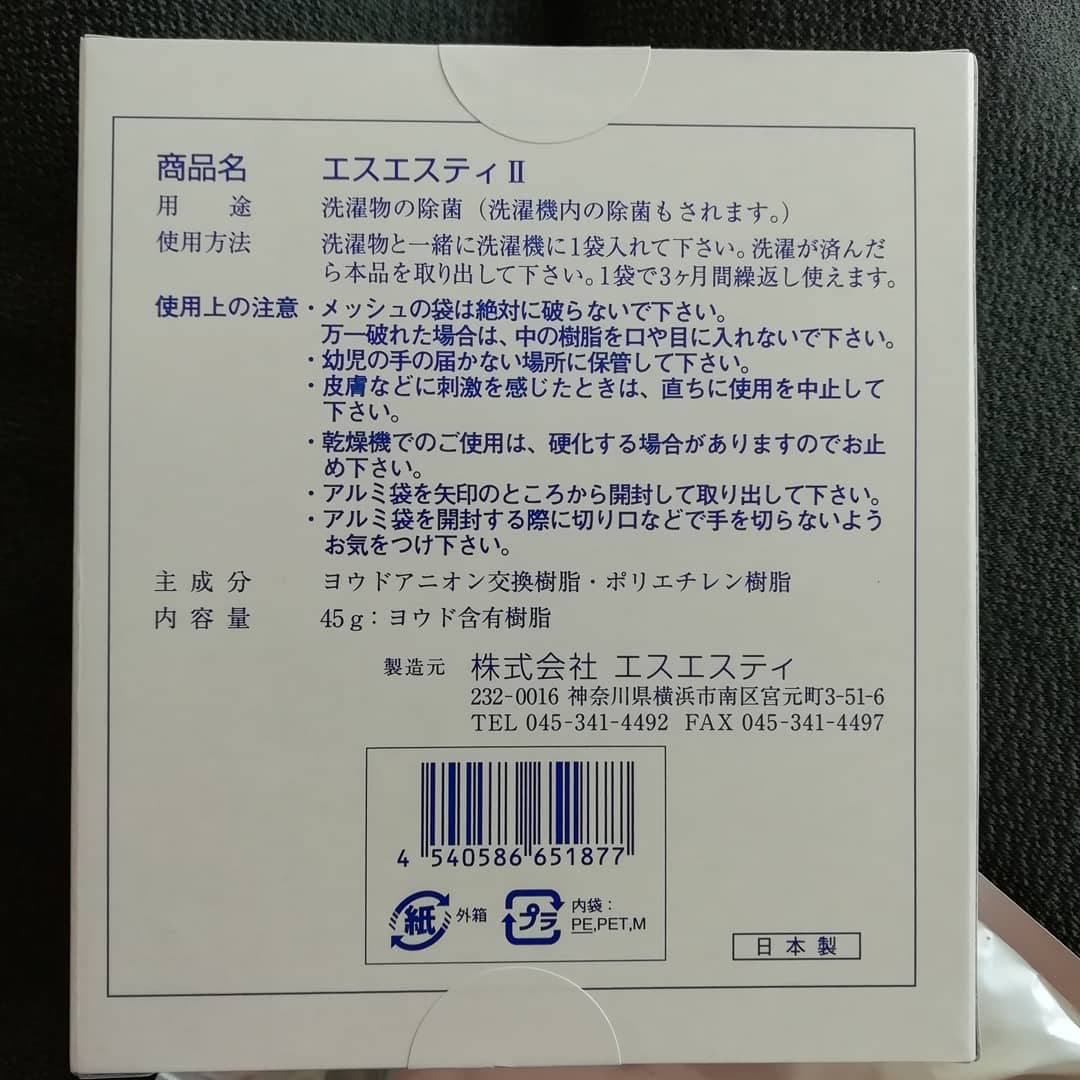 商品名 エスエスティⅡ
用途 洗濯物の除菌（洗濯機内の除菌もされます。）
使用方法 洗濯物と一緒に洗濯機に1袋入れて下さい。洗濯が済んだ
ら本品を取り出して下さい。1袋で3ヶ月間繰返し使えます。
使用上の注意・メッシュの袋は絶対に破らないで下さい。
万一破れた場合は、中の樹脂を口や目に入れないで下さい。
・幼児の手の届かない場所に保管して下さい。
・皮膚などに刺激を感じたときは、直ちに使用を中止して
下さい。
・乾燥機でのご使用は、硬化する場合がありますのでお止
め下さい。
・アルミ袋を矢印のところから開封して取り出して下さい。
・アルミ袋を開封する際に切り口などで手を切らないよう
お気をつけ下さい。
主成分 ヨウドアニオン交換樹脂・ポリエチレン樹脂
内容量 45g：ヨウド含有樹脂
製造元 株式会社 エスエスティ
232-0016 神奈川県横浜市南区宮元町3-51-6
TEL 045-341-4492 FAX 045-341-4497
4 540586 651877
紙 外箱 プラ 内袋：
PE,PET,M
日本製